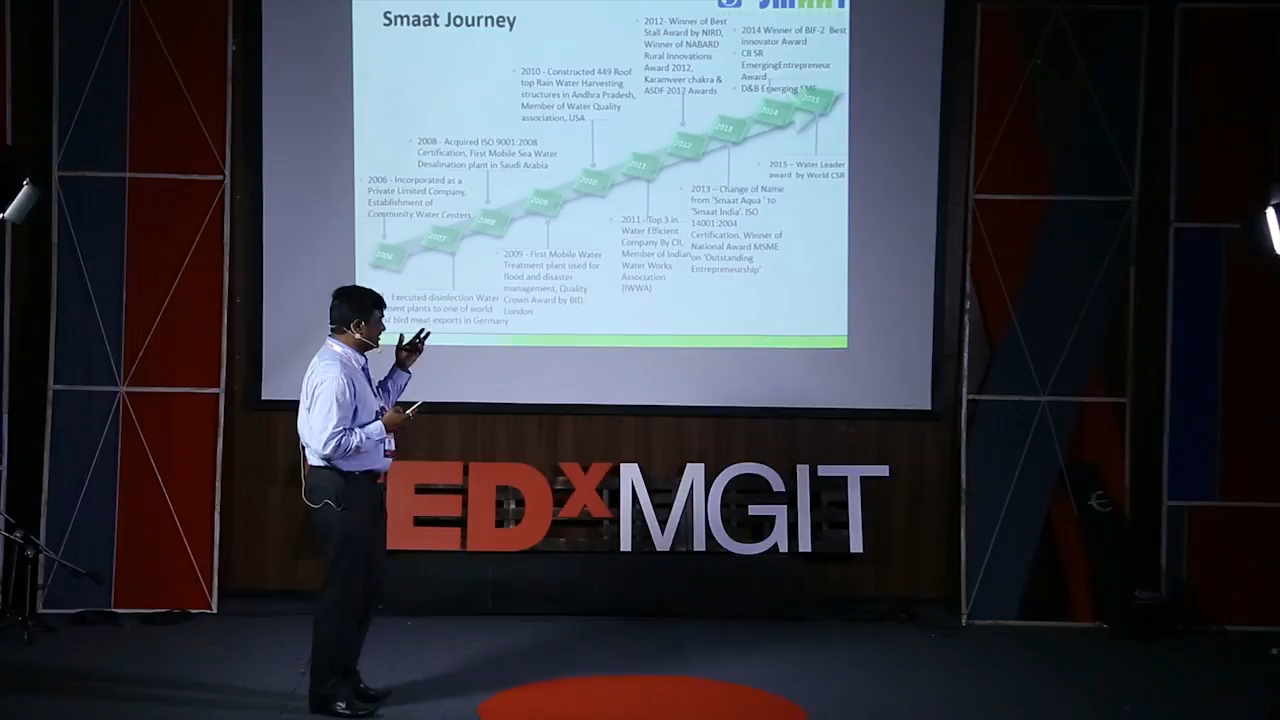 Smaat Journey
2012- Winner of Best
Stall Award by NIRD,
Winner of NABARD
Rural Innovations
Award 2012,
Karamveer chakra &
ASDF 2012 Awards
2014 Winner of BIF-2 Best
innovator Award
CII SR
EmergingEntrepreneur
Award
D&B Emerging SME
2010 - Constructed 449 Roof
top Rain Water Harvesting
structures in Andhra Pradesh,
Member of Water Quality
association, USA
2008 - Acquired ISO 9001:2008
Certification, First Mobile Sea Water
Desalination plant in Saudi Arabia
2006 - Incorporated as a
Private Limited Company,
Establishment of
Community Water Centers
2006
2007
2008
2009
2010
2011
2012
2013
2014
2015
2015 – Water Leader
award by World CSR
2013 - Change of Name
from 'Smaat Aqua ' to
'Smaat India'. ISO
14001:2004
Certification. Winner of
National Award MSME
on 'Outstanding
Entrepreneurship'
2011 - Top 3 in
Water Efficient
Company By CII,
Member of Indian
Water Works
Association
(IWWA)
2009 - First Mobile Water
Treatment plant used for
flood and disaster
management, Quality
Crown Award by BID,
London
Executed disinfection Water
ment plants to one of world
st bird meat exports in Germany
EDx MGIT
€